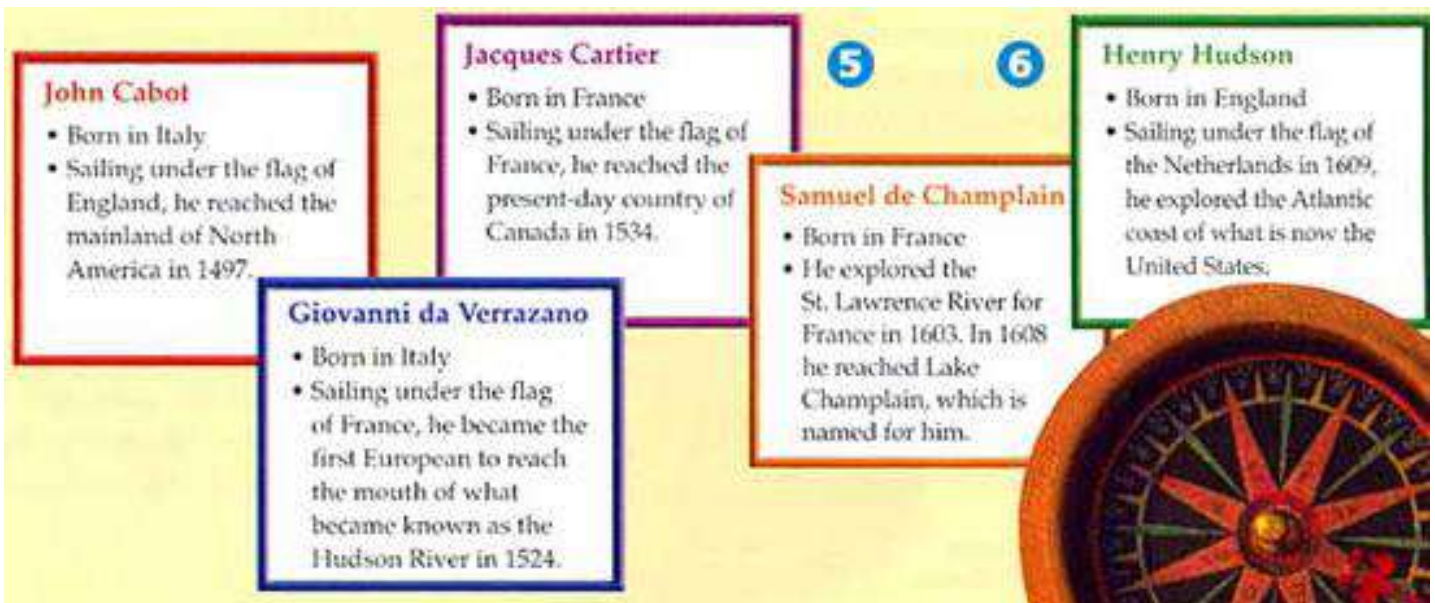 John Cabot
• Born in Italy
• Sailing under the flag of
England, he reached the
mainland of North
America in 1497.
Giovanni da Verrazano
• Born in Italy
• Sailing under the flag
of France, he became the
first European to reach
the mouth of what
became known as the
Hudson River in 1524.
Jacques Cartier
• Born in France
• Sailing under the flag of
France, he reached the
present-day country of
Canada in 1534.
5
6
Samuel de Champlain
• Born in France
• He explored the
St. Lawrence River for
France in 1603. In 1608
he reached Lake
Champlain, which is
named for him.
Henry Hudson
• Born in England
• Sailing under the flag of
the Netherlands in 1609,
he explored the Atlantic
coast of what is now the
United States.